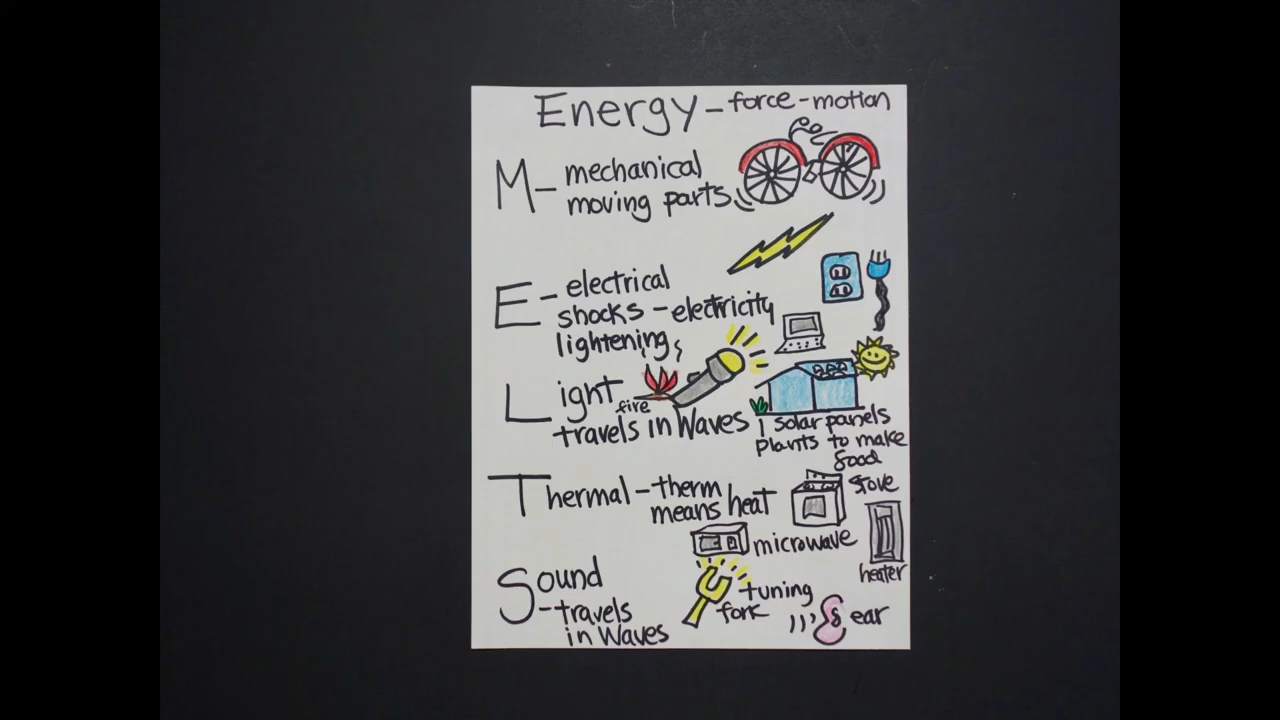 Energy - force - motion
M - mechanical
moving parts
E - electrical
shocks - electricity
lightening
Light
fire
travels in Waves
solar panels
plants to make
food
Thermal - therm
means heat
stove
microwave
heater
Sound
- travels
in Waves
tuning
fork
ear